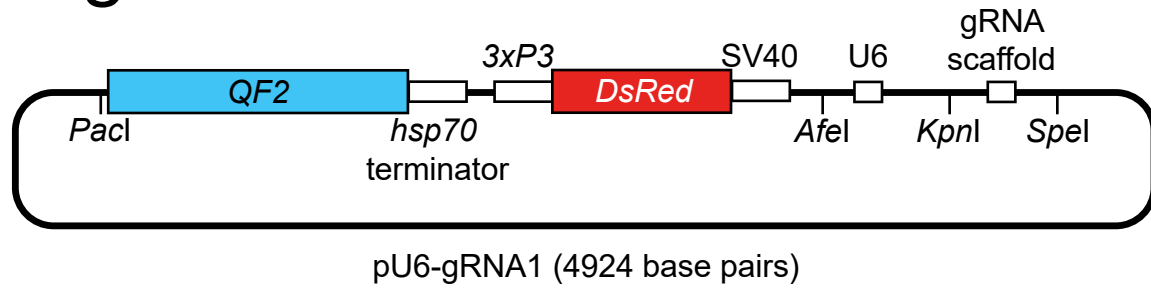 gRNA
3xP3 SV40 U6 scaffold
QF2 DsRed
PacI hsp70 AfeI KpnI SpeI
terminator
pU6-gRNA1 (4924 base pairs)